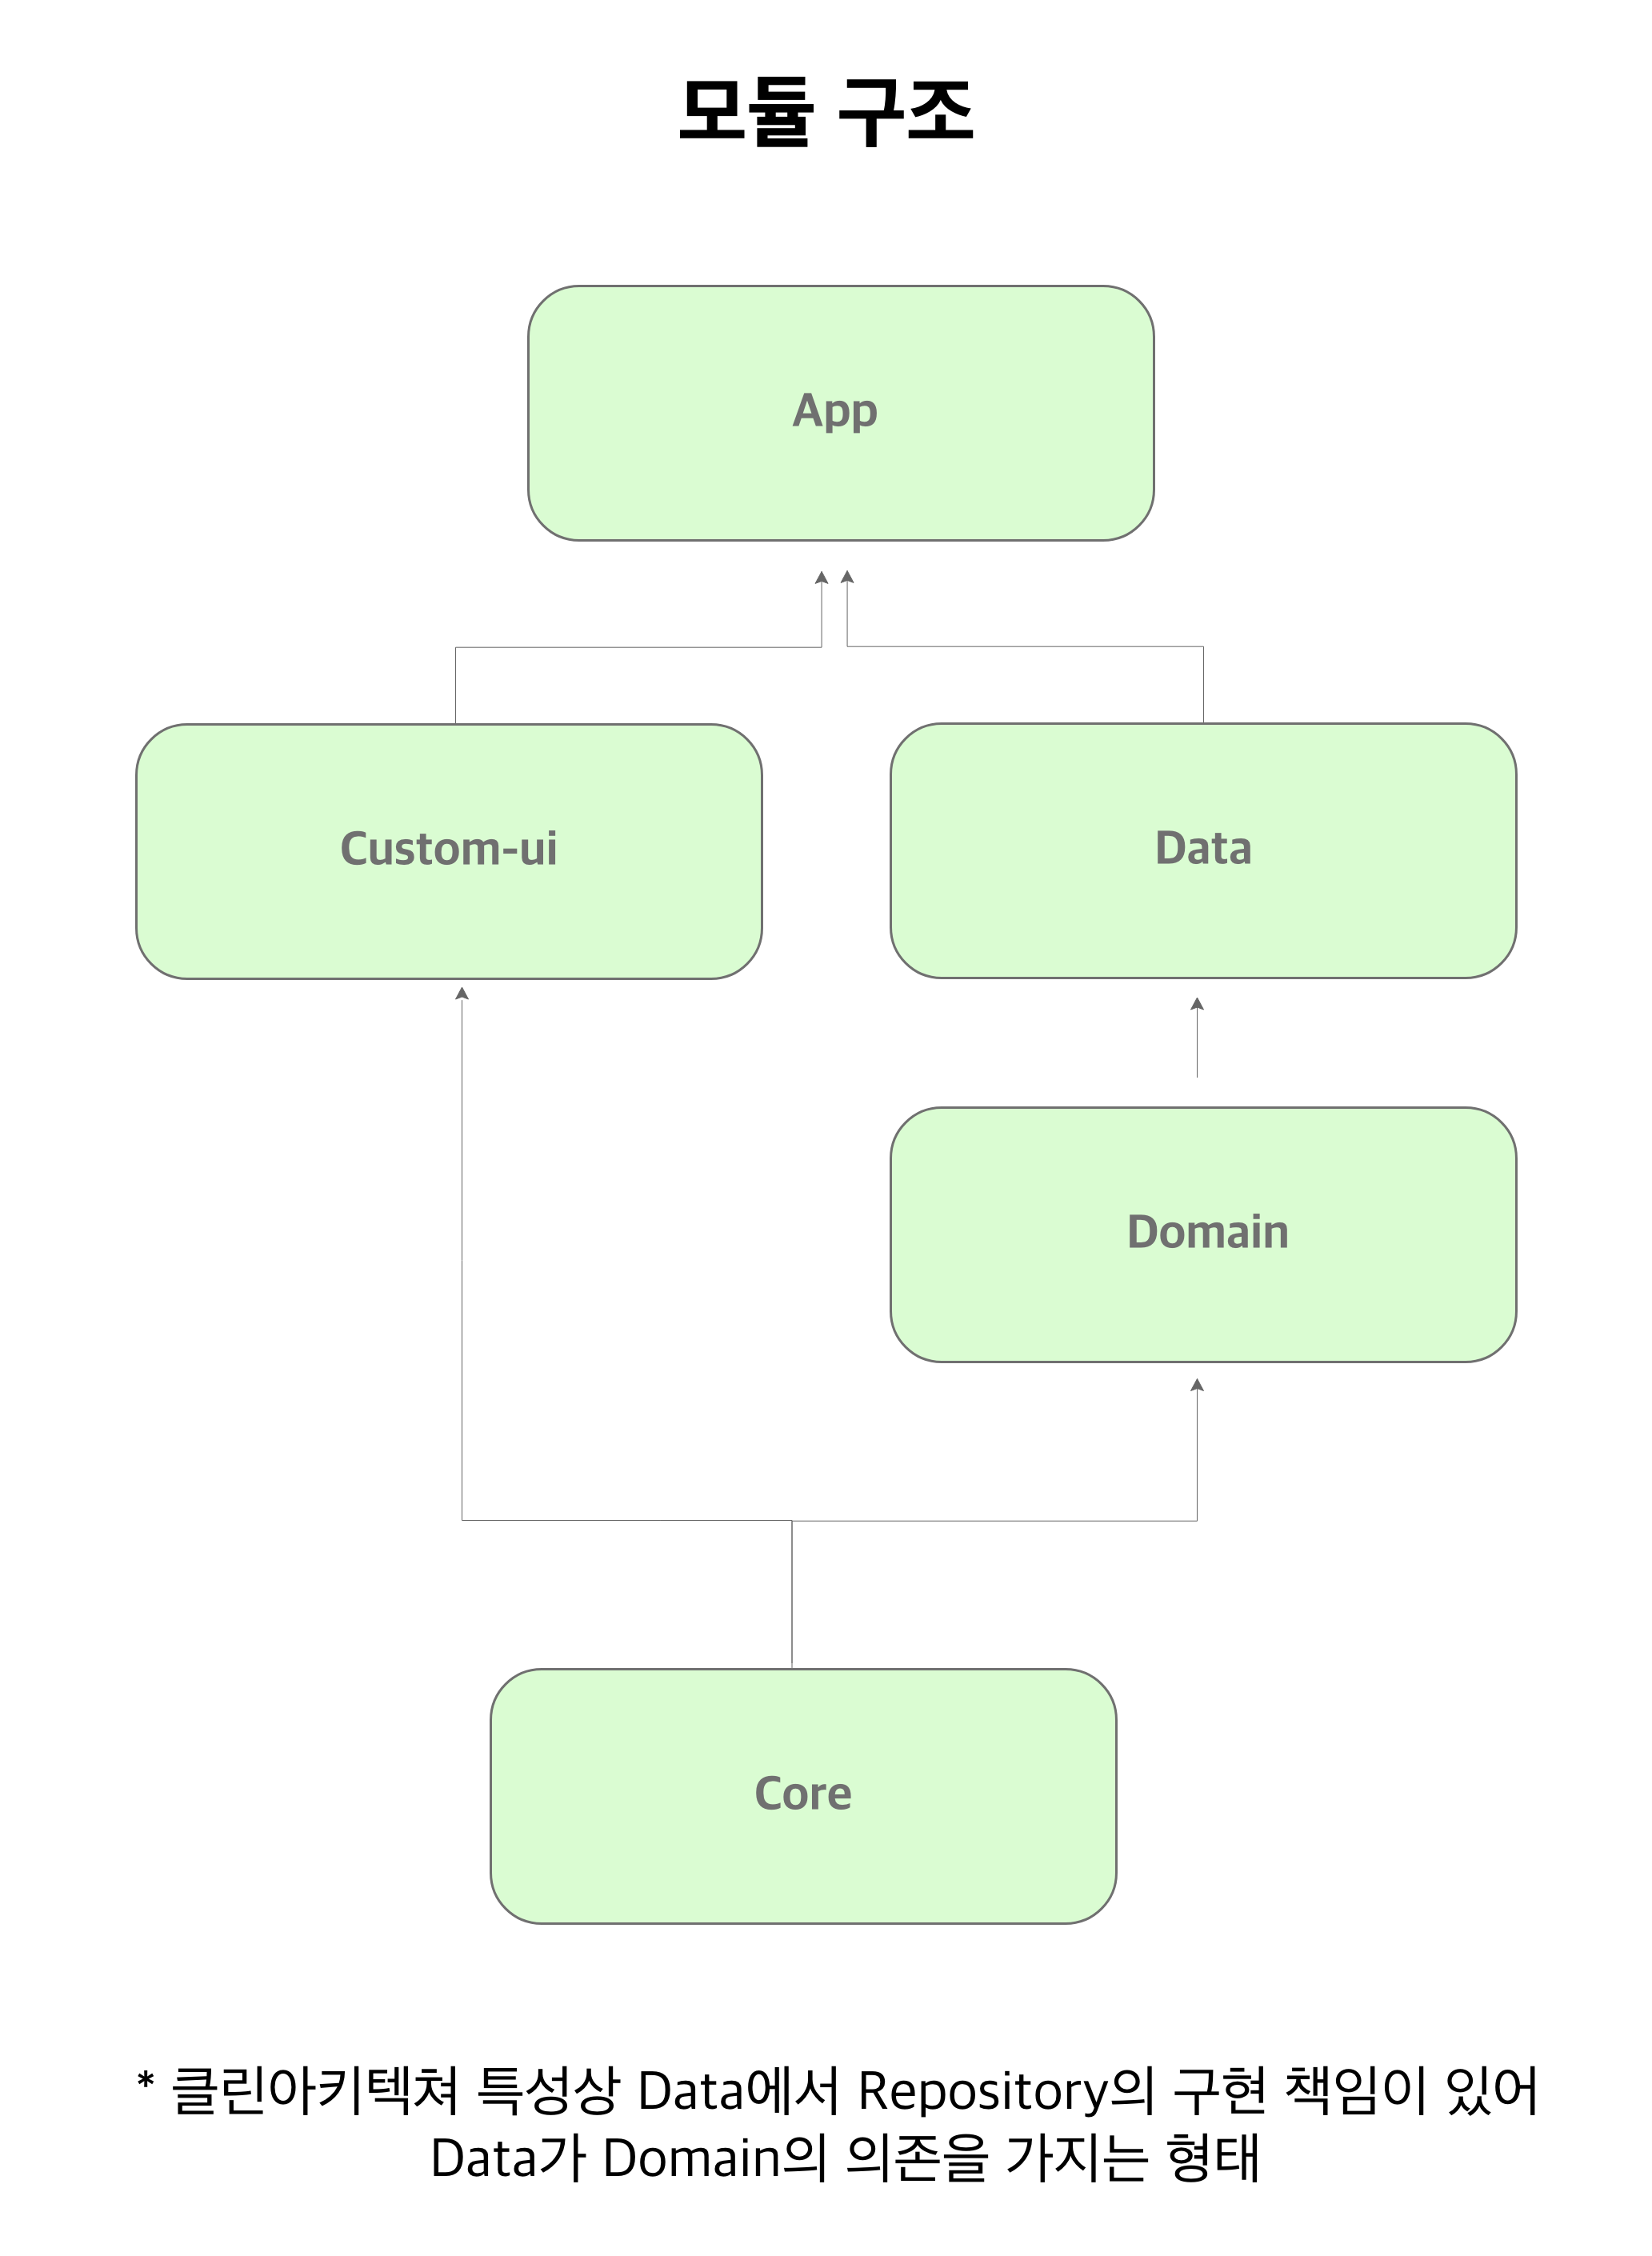 모듈 구조
App
Custom-ui
Data
Domain
Core
* 클린아키텍쳐 특성상 Data에서 Repository의 구현 책임이 있어
Data가 Domain의 의존을 가지는 형태